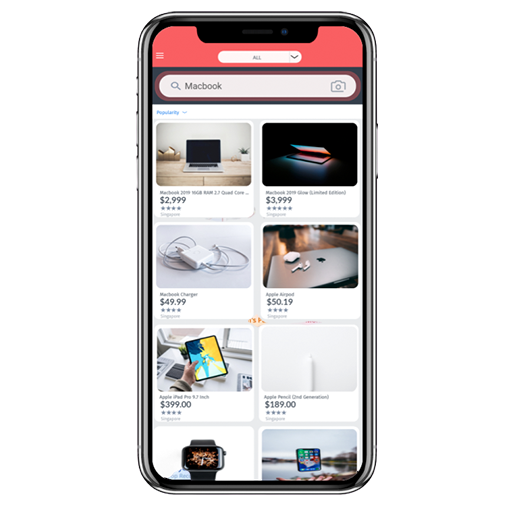 ALL
Macbook
Popularity
Macbook 2019 16GB RAM 2.7 Quad Core ...
$2,999
Singapore
Macbook 2019 Glow (Limited Edition)
$3,999
Singapore
Macbook Charger
$49.99
Singapore
Apple Airpod
$50.19
Singapore
Apple iPad Pro 9.7 Inch
$399.00
Singapore
Apple Pencil (2nd Generation)
$189.00
Singapore